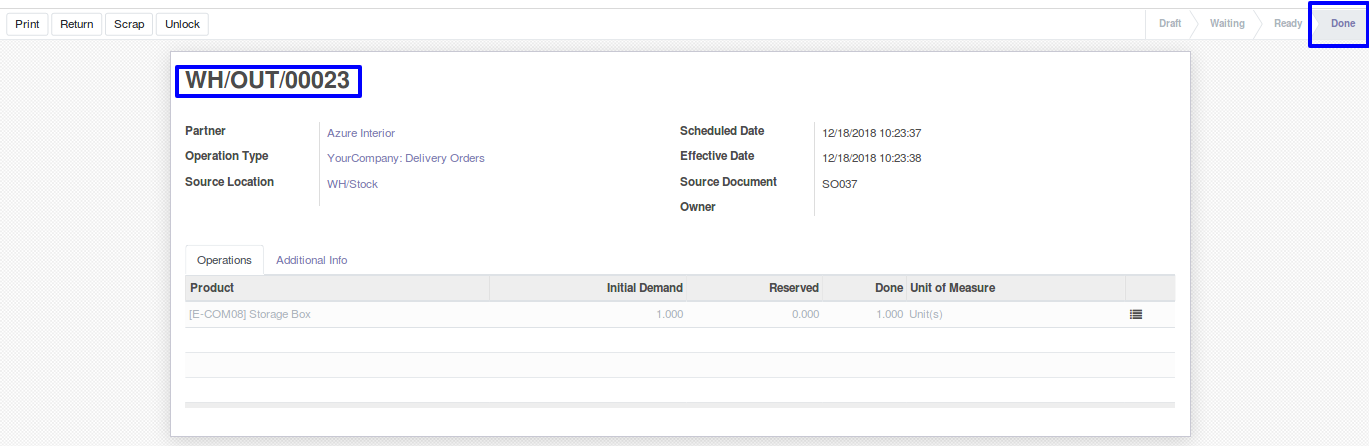 Print Return Scrap Unlock Draft Waiting Ready Done
WH/OUT/00023
Partner Azure Interior Scheduled Date 12/18/2018 10:23:37
Operation Type YourCompany: Delivery Orders Effective Date 12/18/2018 10:23:38
Source Location WH/Stock Source Document SO037
Owner
Operations Additional Info
Product Initial Demand Reserved Done Unit of Measure
[E-COM08] Storage Box 1.000 0.000 1.000 Unit(s)